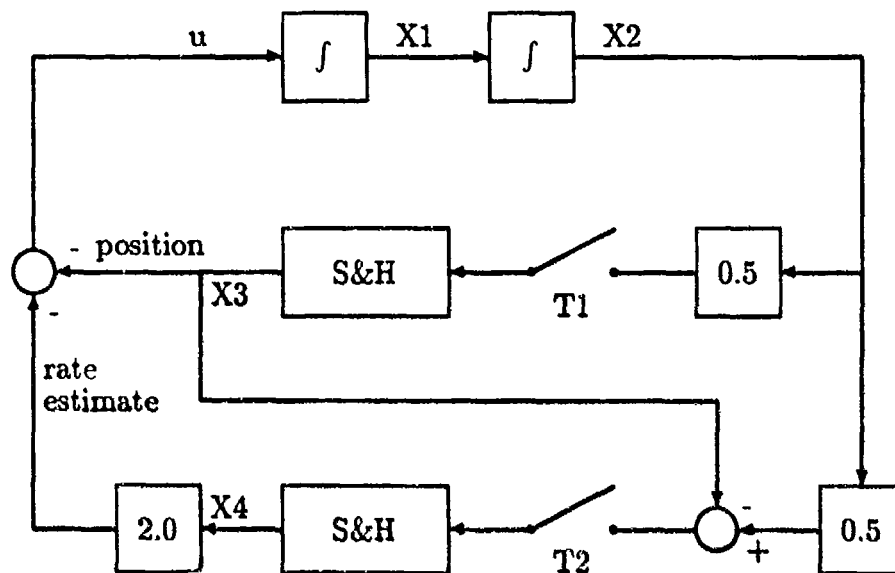 u
∫
X1
∫
X2
- position
X3
S&H
T1
0.5
-
rate
estimate
2.0
X4
S&H
T2
-
+
0.5